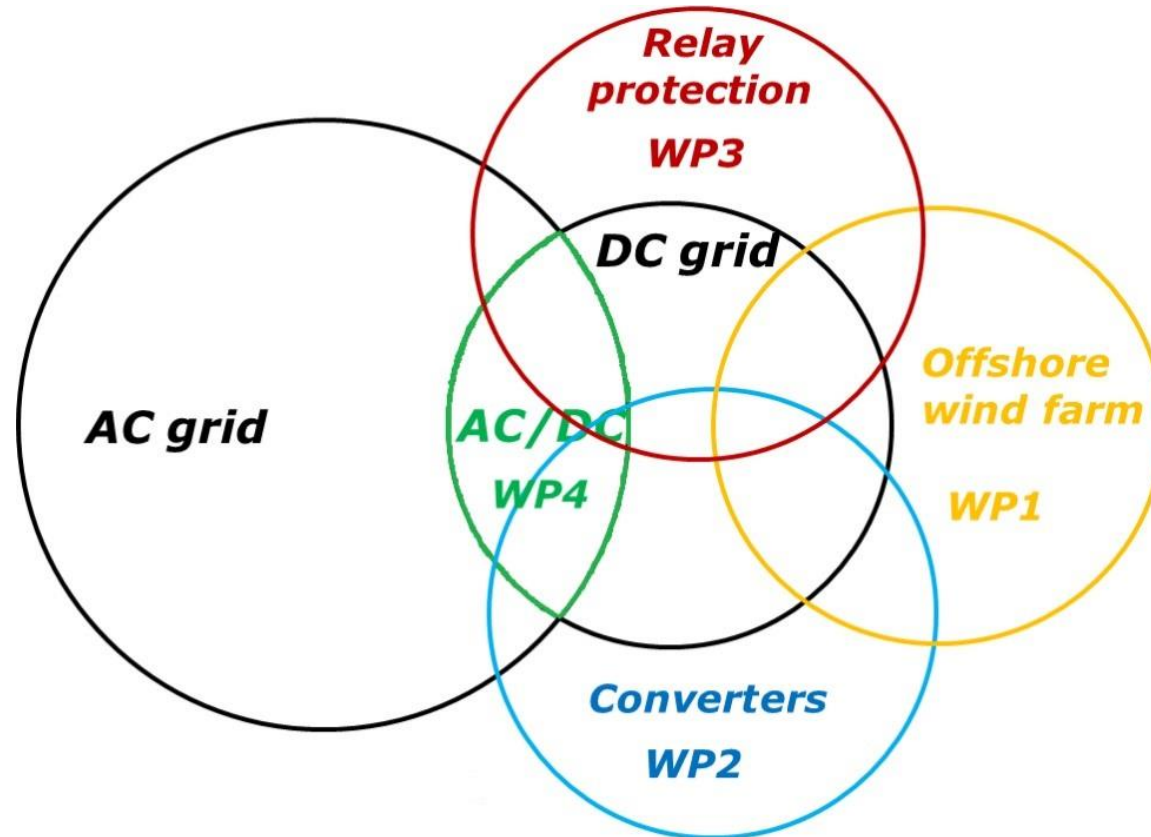 Relay
protection
WP3
DC grid
AC grid
AC/DC
WP4
Offshore
wind farm
WP1
Converters
WP2